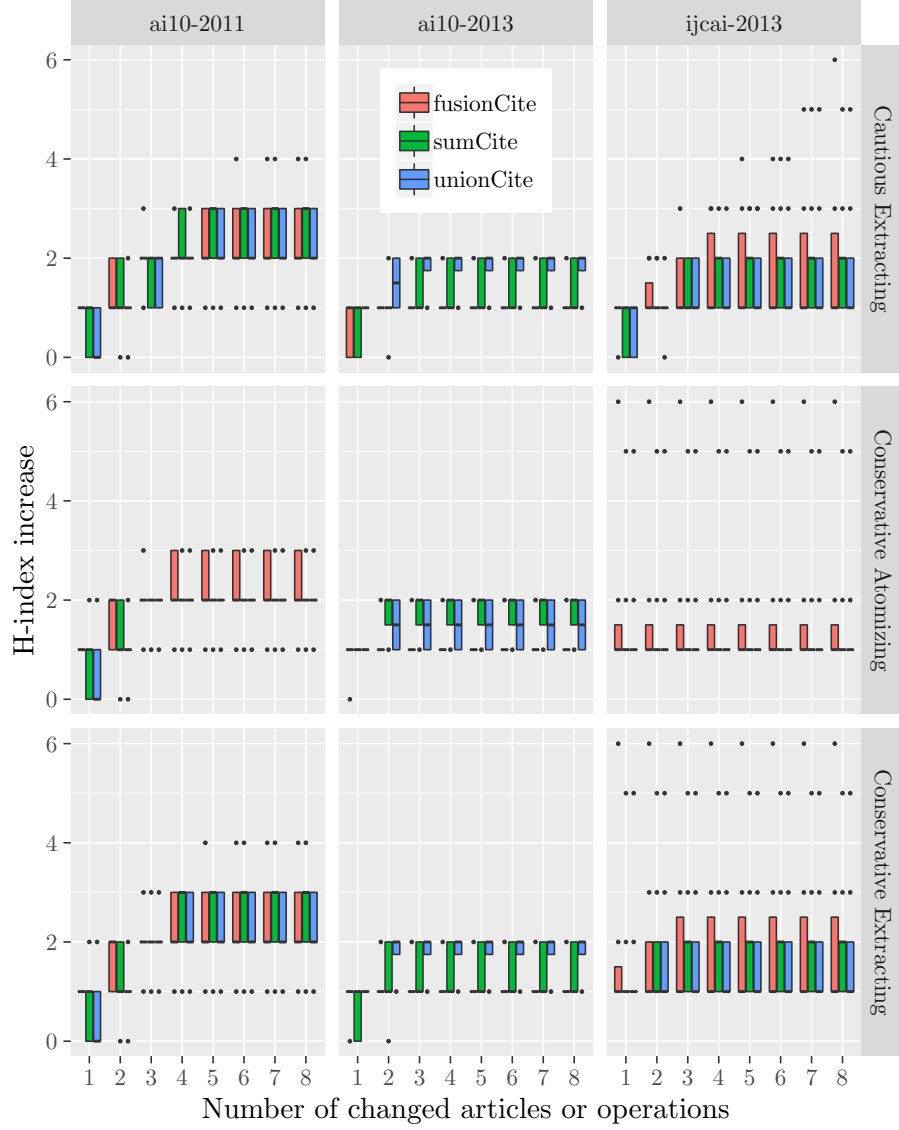 ai10-2011 ai10-2013 ijcai-2013
fusionCite
sumCite
unionCite
6
4
2
0
Cautious Extracting
6
4
2
0
Conservative Atomizing
6
4
2
0
Conservative Extracting
H-index increase
1 2 3 4 5 6 7 8 1 2 3 4 5 6 7 8 1 2 3 4 5 6 7 8
Number of changed articles or operations